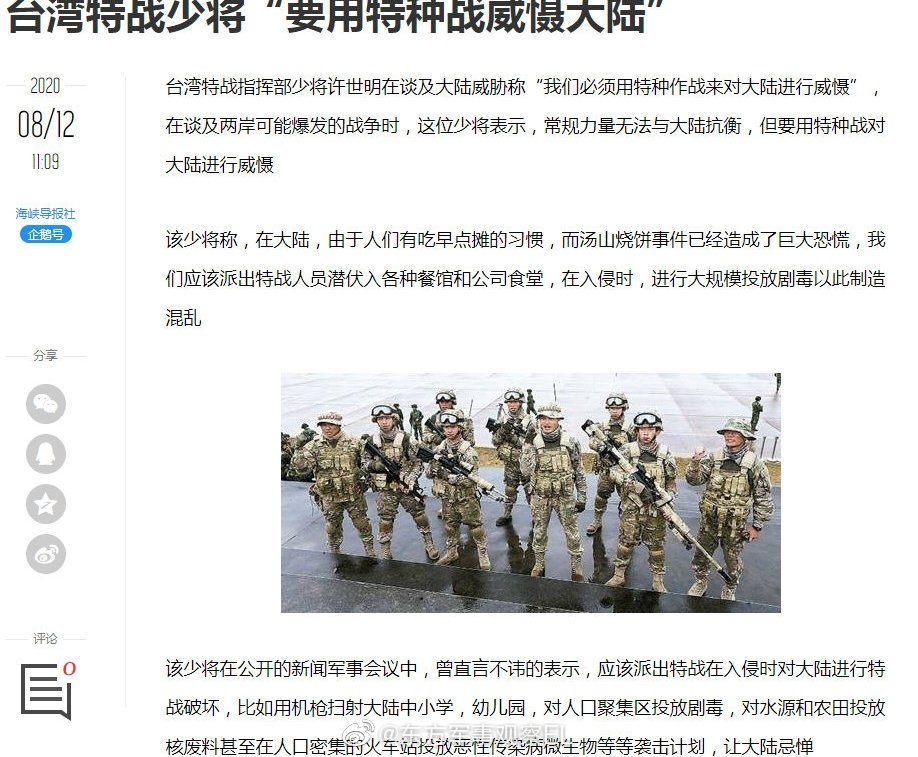 台湾特战少将“要用特种战威慑大陆”
2020
08/12
11:09
海峡导报社
企鹅号
分享
评论
0
台湾特战指挥部少将许世明在谈及大陆威胁称“我们必须用特种作战来对大陆进行威慑”，
在谈及两岸可能爆发的战争时，这位少将表示，常规力量无法与大陆抗衡，但要用特种战对
大陆进行威慑
该少将称，在大陆，由于人们有吃早点摊的习惯，而汤山烧饼事件已经造成了巨大恐慌，我
们应该派出特战人员潜伏入各种餐馆和公司食堂，在入侵时，进行大规模投放剧毒以此制造
混乱
该少将在公开的新闻军事会议中，曾直言不讳的表示，应该派出特战在入侵时对大陆进行特
战破坏，比如用机枪扫射大陆中小学，幼儿园，对人口聚集区投放剧毒，对水源和农田投放
核废料甚至在人口密集的火车站投放恶性传染病微生物等等袭击计划，让大陆忌惮
@东方军事观察